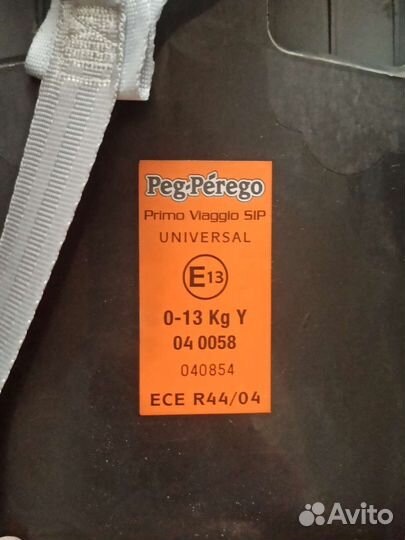 Peg-Pérego
Primo Viaggio SIP
UNIVERSAL
E13
0-13 Kg Y
04 0058
040854
ECE R44/04
Avito